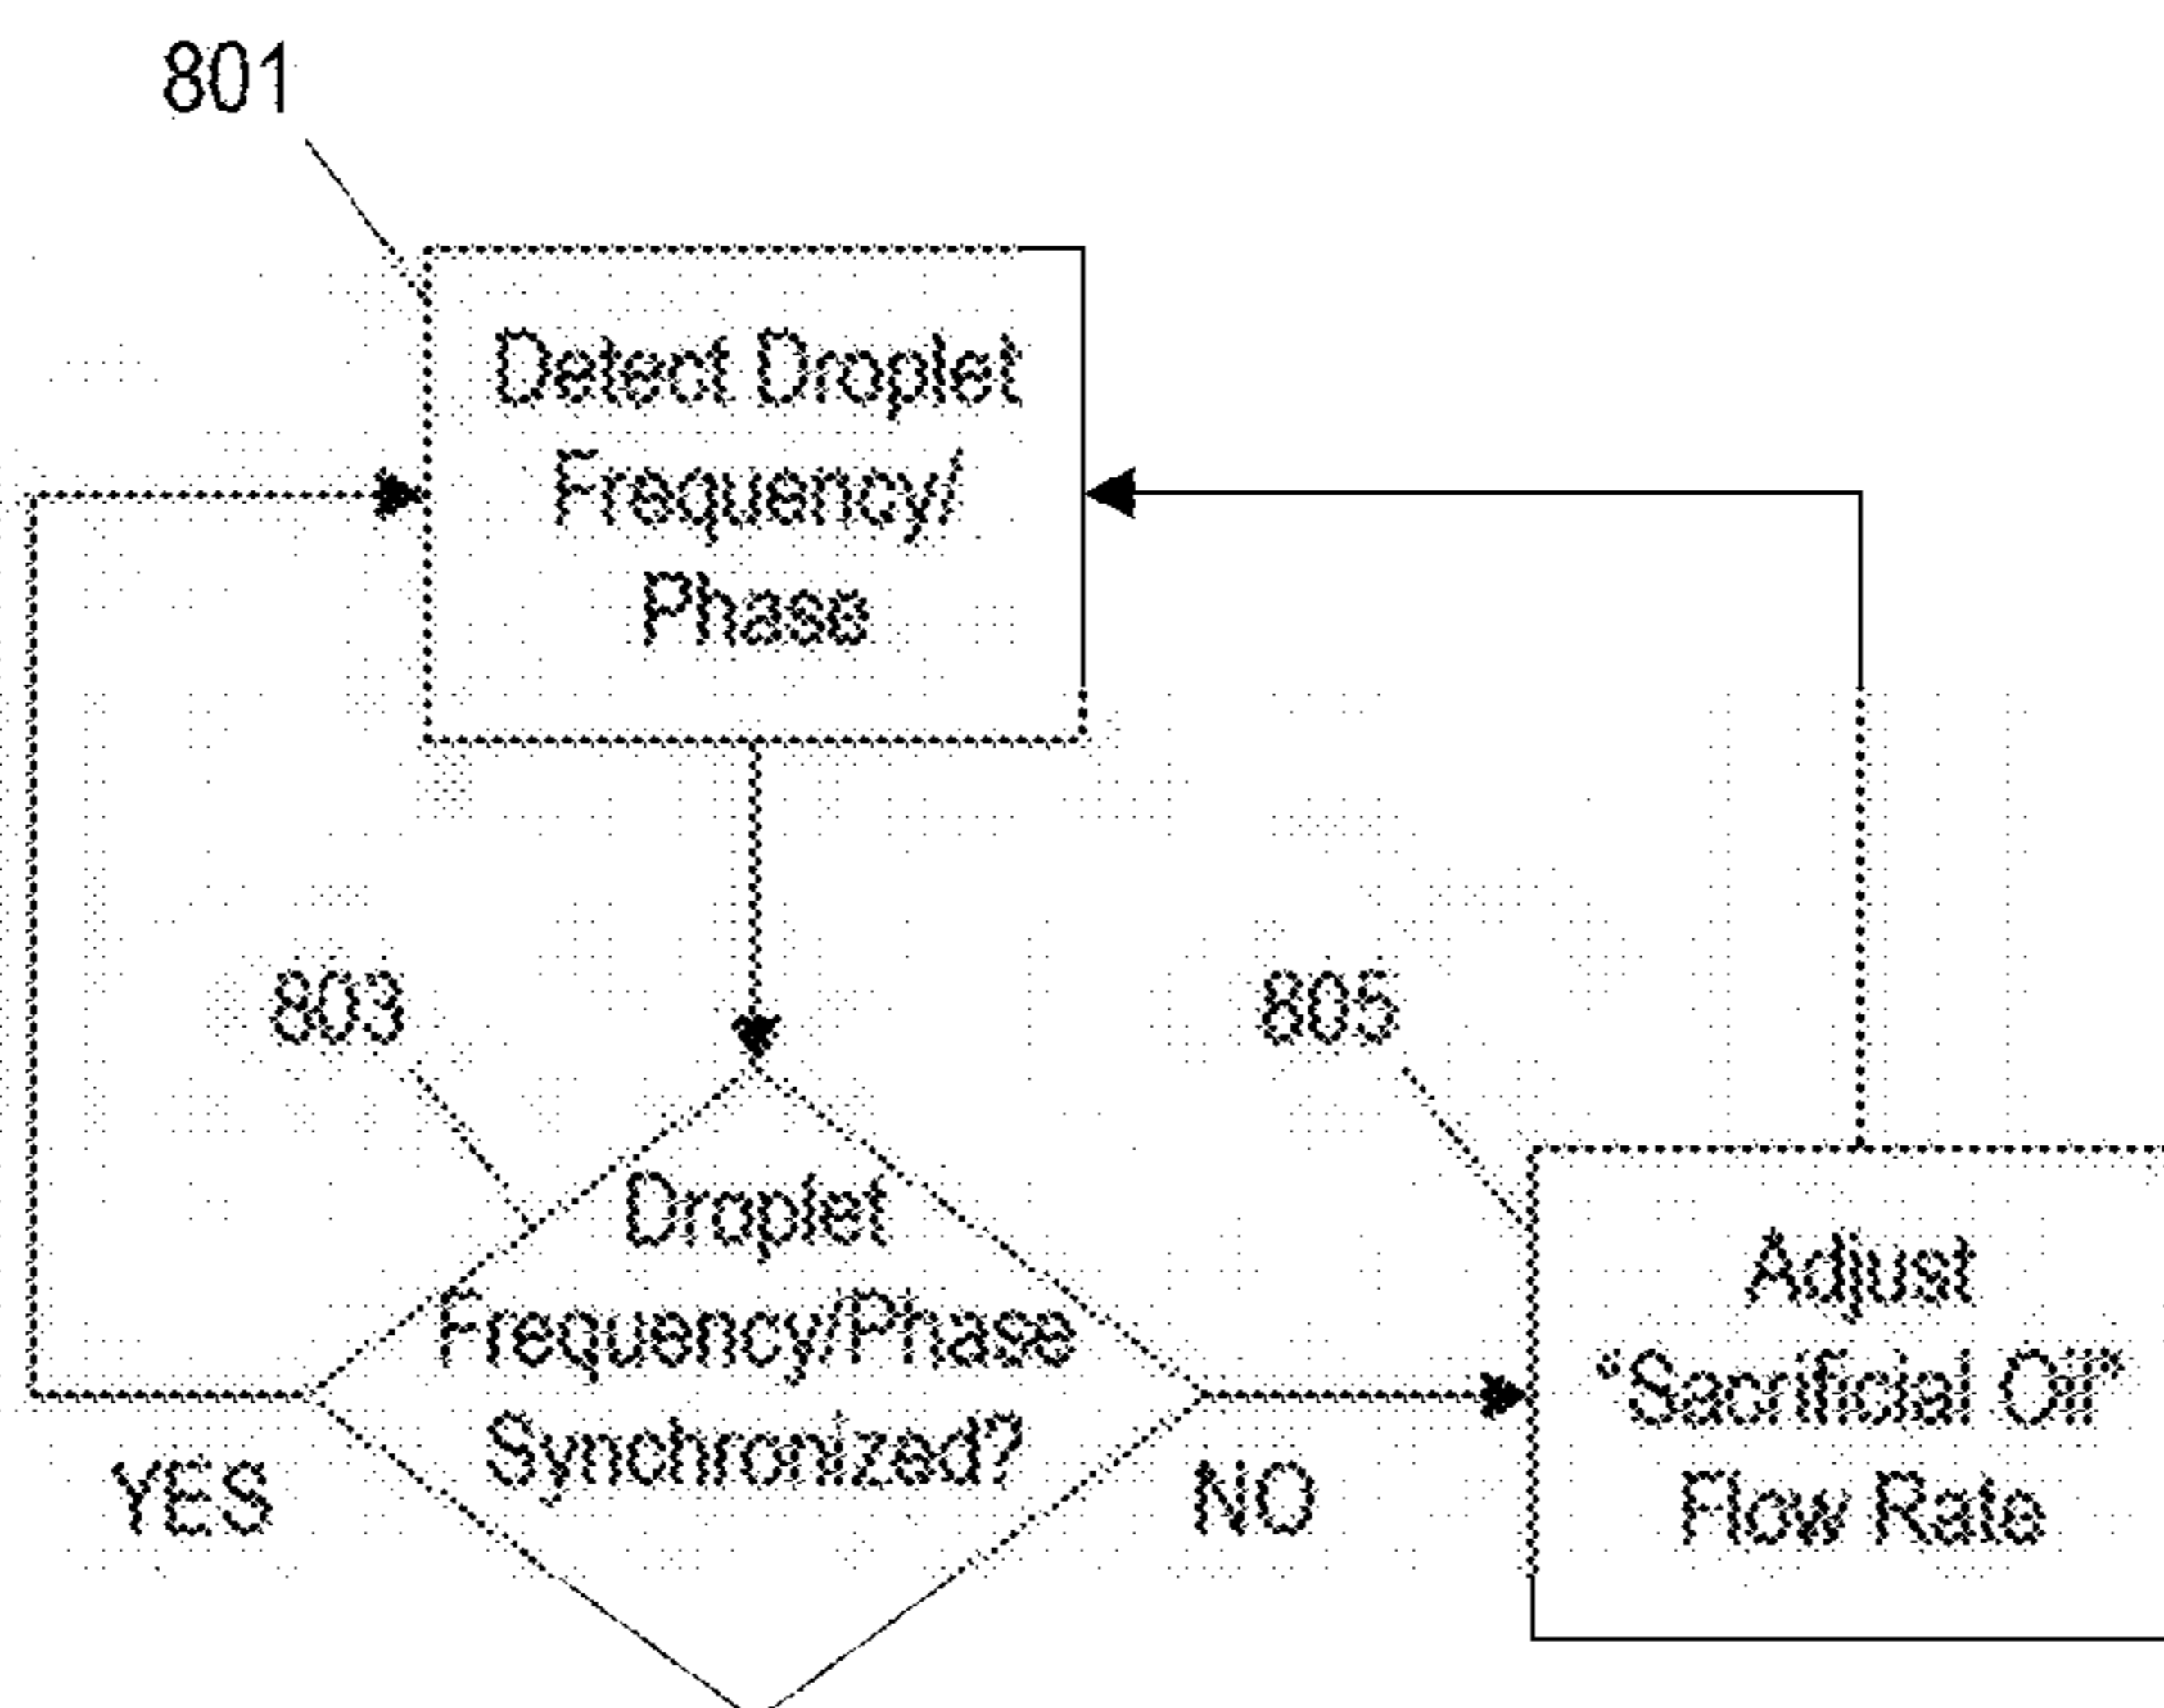 801
Detect Droplet
Frequency/
Phase
803
805
Droplet
Frequency/Phase
Synchronized?
YES
NO
Adjust
“Sacrificial Oil”
Flow Rate